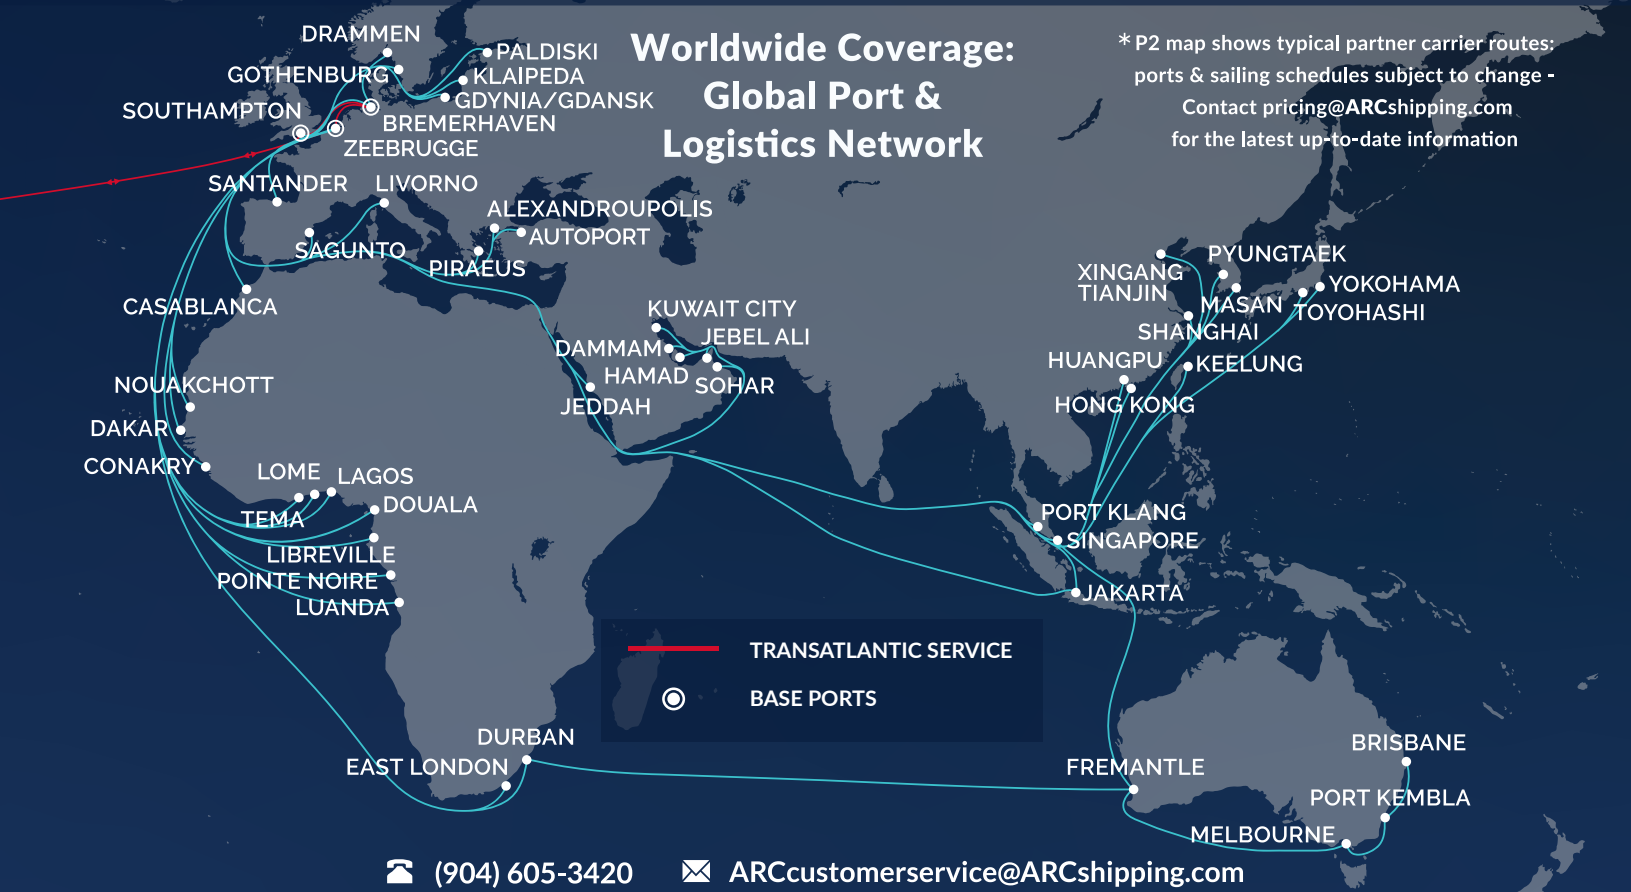 Worldwide Coverage:
Global Port &
Logistics Network
* P2 map shows typical partner carrier routes:
ports & sailing schedules subject to change -
Contact pricing@ARCshipping.com
for the latest up-to-date information
DRAMMEN
GOTHENBURG
SOUTHAMPTON
PALDISKI
KLAIPEDA
GDYNIA/GDANSK
BREMERHAVEN
ZEEBRUGGE
SANTANDER
LIVORNO
ALEXANDROUPOLIS
AUTOPORT
SAGUNTO
PIRAEUS
CASABLANCA
KUWAIT CITY
JEBEL ALI
DAMMAM
HAMAD
SOHAR
JEDDAH
XINGANG
TIANJIN
PYUNGTAEK
YOKOHAMA
MASAN
TOYOHASHI
SHANGHAI
HUANGPU
KEELUNG
HONG KONG
NOUAKCHOTT
DAKAR
CONAKRY
LOME
LAGOS
TEMA
DOUALA
LIBREVILLE
POINTE NOIRE
LUANDA
PORT KLANG
SINGAPORE
JAKARTA
TRANSATLANTIC SERVICE
BASE PORTS
DURBAN
EAST LONDON
FREMANTLE
BRISBANE
PORT KEMBLA
MELBOURNE
(904) 605-3420
ARCcustomerservice@ARCshipping.com